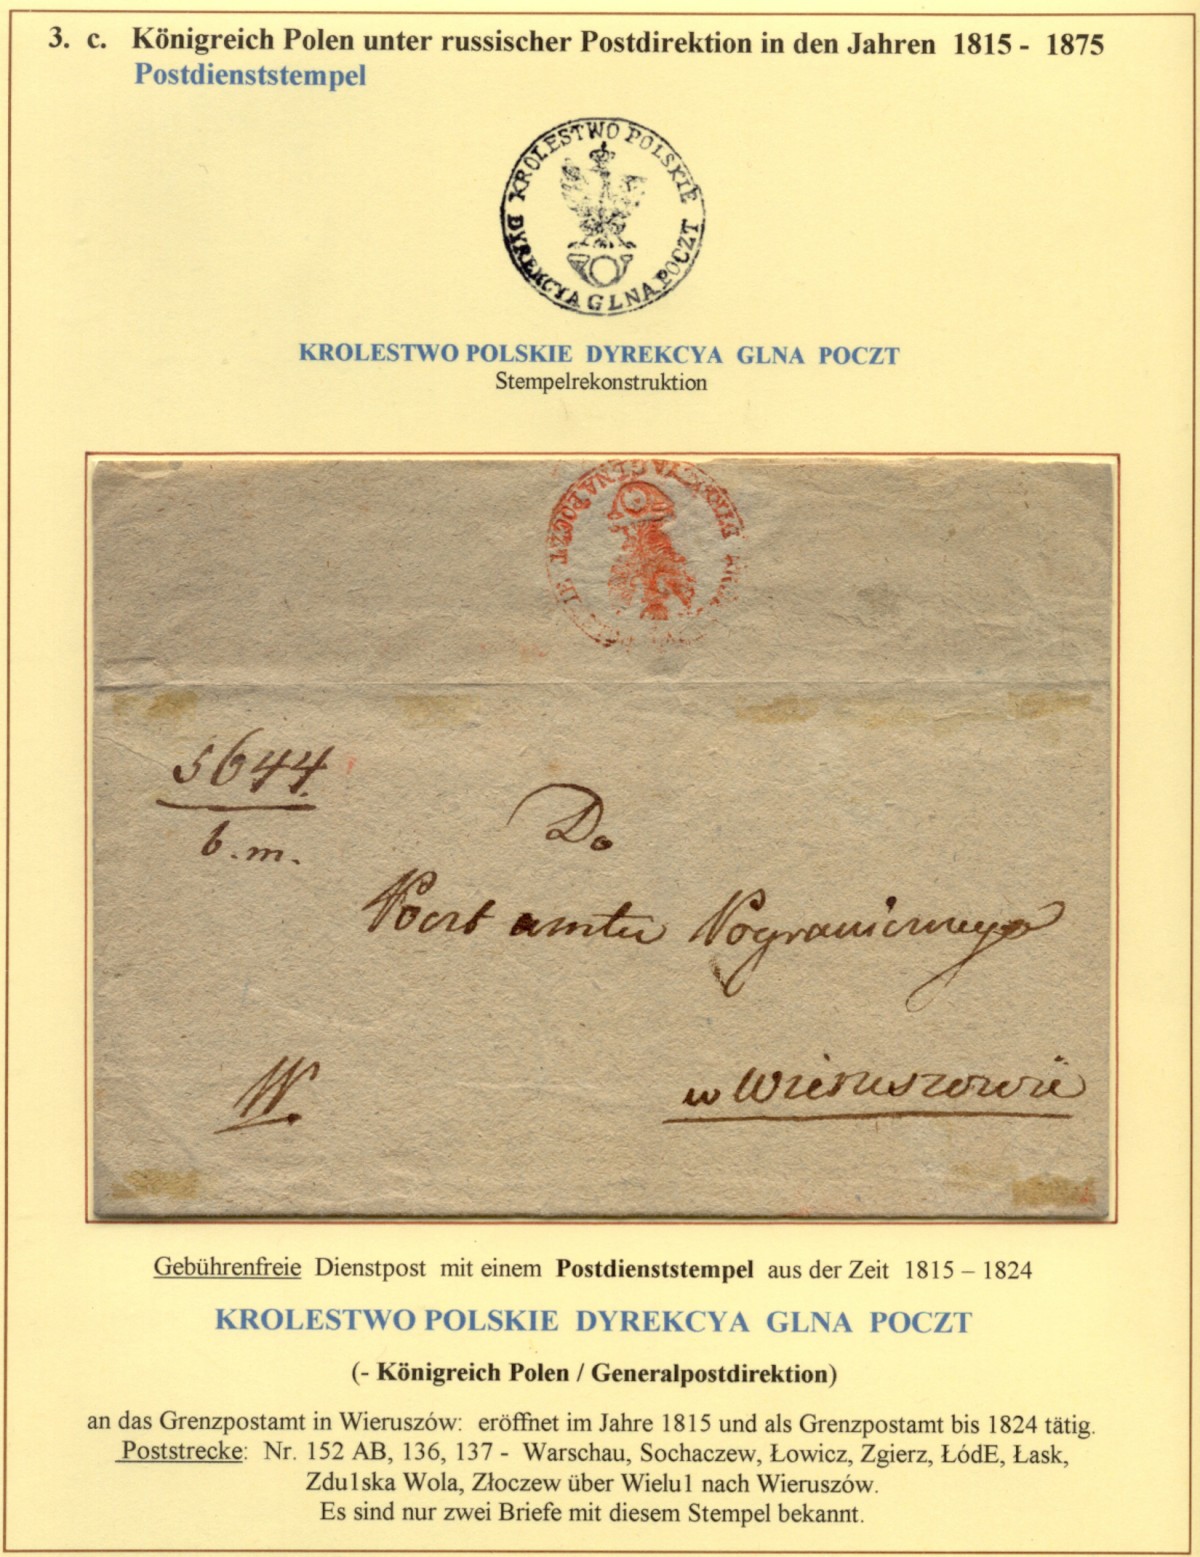 3. c. Königreich Polen unter russischer Postdirektion in den Jahren 1815 - 1875
Postdienststempel
KRÓLESTWO POLSKIE
DYREKCYA GLNA POCZT
KROLESTWO POLSKIE DYREKCYA GLNA POCZT
Stempelrekonstruktion
DYREKCYA GLNA POCZT
5644
b.m.
Do
Poczt amtu Pogranicznego
W.
w Wieruszowie
Gebührenfreie Dienstpost mit einem Postdienststempel aus der Zeit 1815 – 1824
KROLESTWO POLSKIE DYREKCYA GLNA POCZT
(- Königreich Polen / Generalpostdirektion)
an das Grenzpostamt in Wieruszów: eröffnet im Jahre 1815 und als Grenzpostamt bis 1824 tätig.
Poststrecke: Nr. 152 AB, 136, 137 - Warschau, Sochaczew, Łowicz, Zgierz, ŁódE, Łask,
Zdu1ska Wola, Złoczew über Wielu1 nach Wieruszów.
Es sind nur zwei Briefe mit diesem Stempel bekannt.